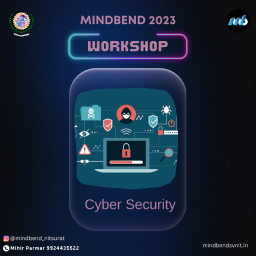 MINDBEND 2023
WORKSHOP
Cyber Security
@mindbend_nitsurat
Mihir Parmar 9924435522
mindbendsvnit.in